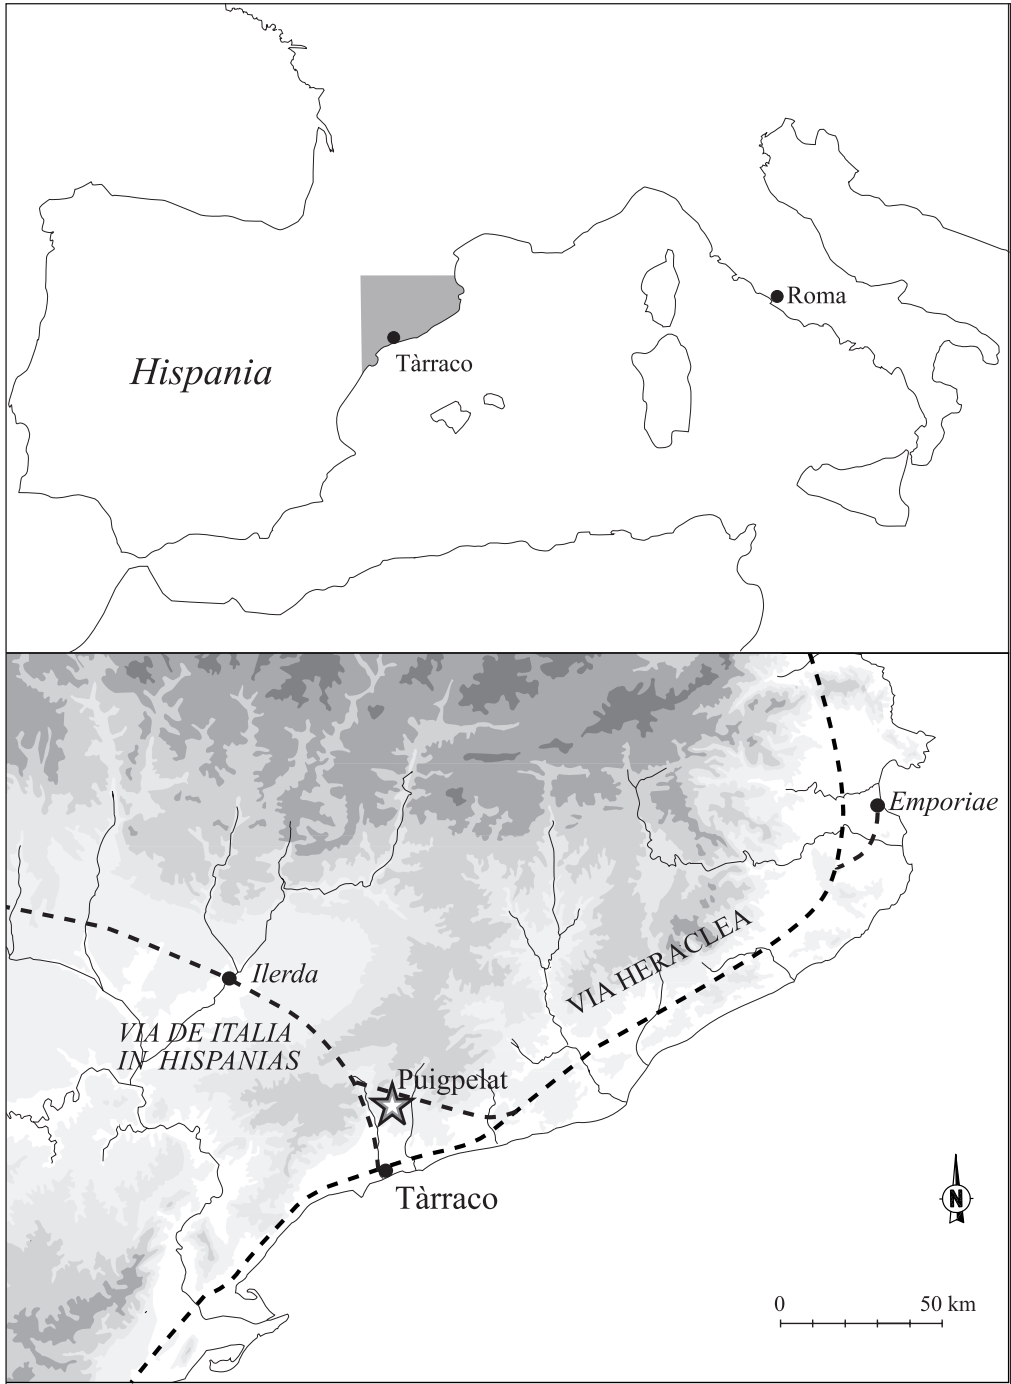 Roma
Hispania
Tàrraco
Emporiae
VIA HERACLEA
Ilerda
VIA DE ITALIA
IN HISPANIAS
Puigpelat
Tàrraco
N
0 50 km